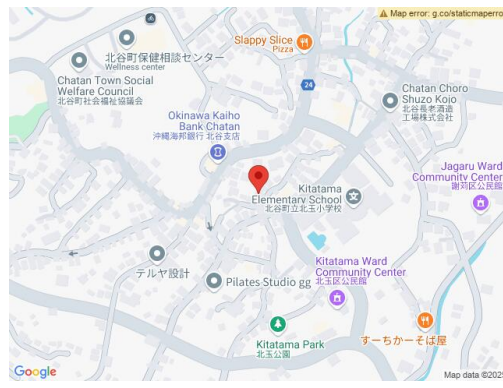 Map error: g.co/staticmaperro
Slappy Slice
Pizza
北谷町保健相談センター
Wellness center
Chatan Town Social
Welfare Council
北谷町社会福祉協議会
24
Chatan Choro
Shuzo Kojo
北谷長老酒造
工場株式会社
Okinawa Kaiho
Bank Chatan
沖縄海邦銀行 北谷支店
Jagaru Ward
Community Center
謝苅区公民館
Kitatama
Elementary School
北谷町立北玉小学校
Kitatama Ward
Community Center
北玉区公民館
テルヤ設計
Pilates Studio gg
すーちかーそば屋
Kitatama Park
北玉公園
Google
Map data ©202